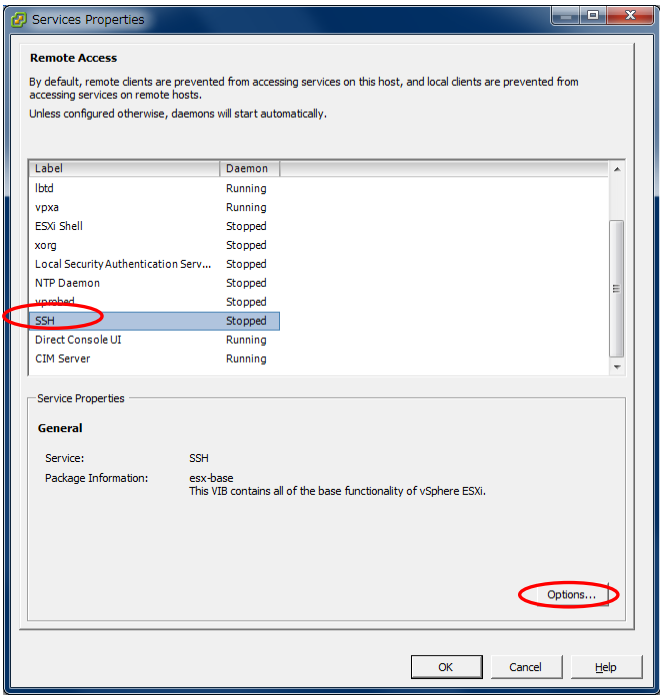 Services Properties
Remote Access
By default, remote clients are prevented from accessing services on this host, and local clients are prevented from
accessing services on remote hosts.
Unless configured otherwise, daemons will start automatically.
Label Daemon
lbtd Running
vpxa Running
ESXi Shell Stopped
xorg Stopped
Local Security Authentication Serv... Stopped
NTP Daemon Stopped
vprobed Stopped
SSH Stopped
Direct Console UI Running
CIM Server Running
Service Properties
General
Service: SSH
Package Information: esx-base
This VIB contains all of the base functionality of vSphere ESXi.
Options...
OK Cancel Help